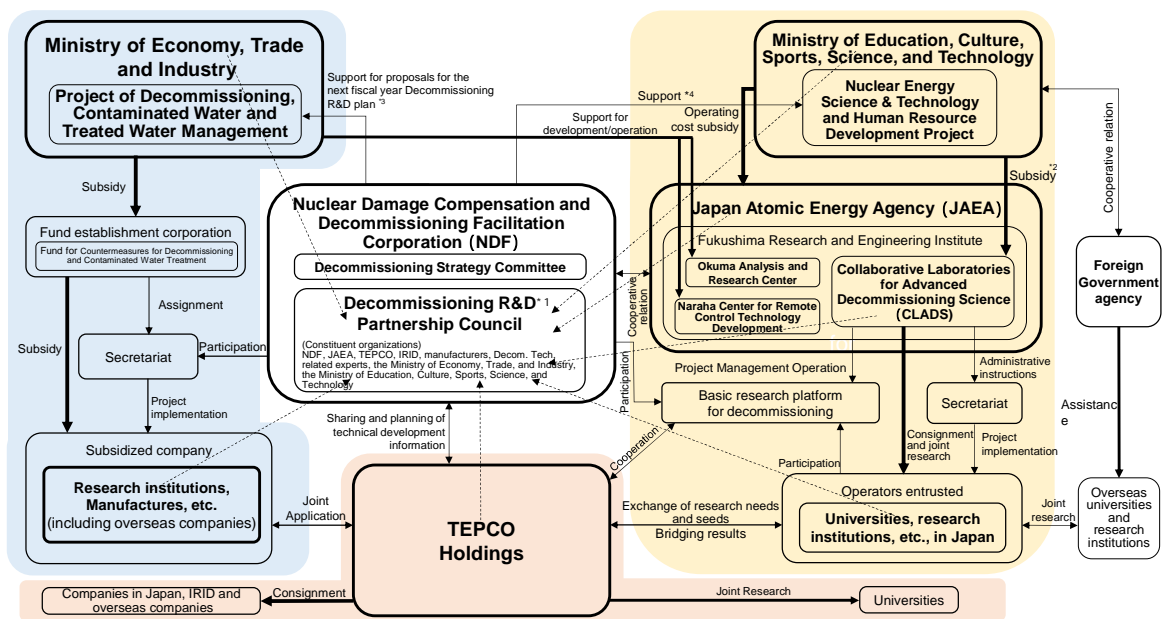 Ministry of Economy, Trade
and Industry
Project of Decommissioning,
Contaminated Water and
Treated Water Management
Support for proposals for the
next fiscal year Decommissioning
R&D plan *3
Support *4
Support for
development/operation
Operating
cost subsidy
Ministry of Education, Culture,
Sports, Science, and Technology
Nuclear Energy
Science & Technology
and Human Resource
Development Project
Subsidy*2
Cooperative relation
Subsidy
Fund establishment corporation
Fund for Countermeasures for Decommissioning
and Contaminated Water Treatment
Assignment
Subsidy
Secretariat
Participation
Project
implementation
Subsidized company
Research institutions,
Manufactures, etc.
(including overseas companies)
Nuclear Damage Compensation and
Decommissioning Facilitation
Corporation (NDF)
Decommissioning Strategy Committee
Decommissioning R&D*1
Partnership Council
(Constituent organizations)
NDF, JAEA, TEPCO, IRID, manufacturers, Decom. Tech,
related experts, the Ministry of Economy, Trade, and Industry,
the Ministry of Education, Culture, Sports, Science, and
Technology
Cooperative
relation
Participation
Japan Atomic Energy Agency (JAEA)
Fukushima Research and Engineering Institute
Okuma Analysis and
Research Center
Naraha Center for Remote
Control Technology
Development
Collaborative Laboratories
for Advanced
Decommissioning Science
(CLADS)
Foreign
Government
agency
Project Management Operation
Administrative
instructions
Basic research platform
for decommissioning
Secretariat
Assistanc
e
Sharing and planning of
technical development
information
Cooperation
Participation
Consignment
and joint
research
Project
implementation
Joint
Application
TEPCO
Holdings
Exchange of research needs
and seeds
Bridging results
Operators entrusted
Universities, research
institutions, etc., in Japan
Joint
research
Overseas
universities
and
research
institutions
Companies in Japan, IRID and
overseas companies
Consignment
Joint Research
Universities